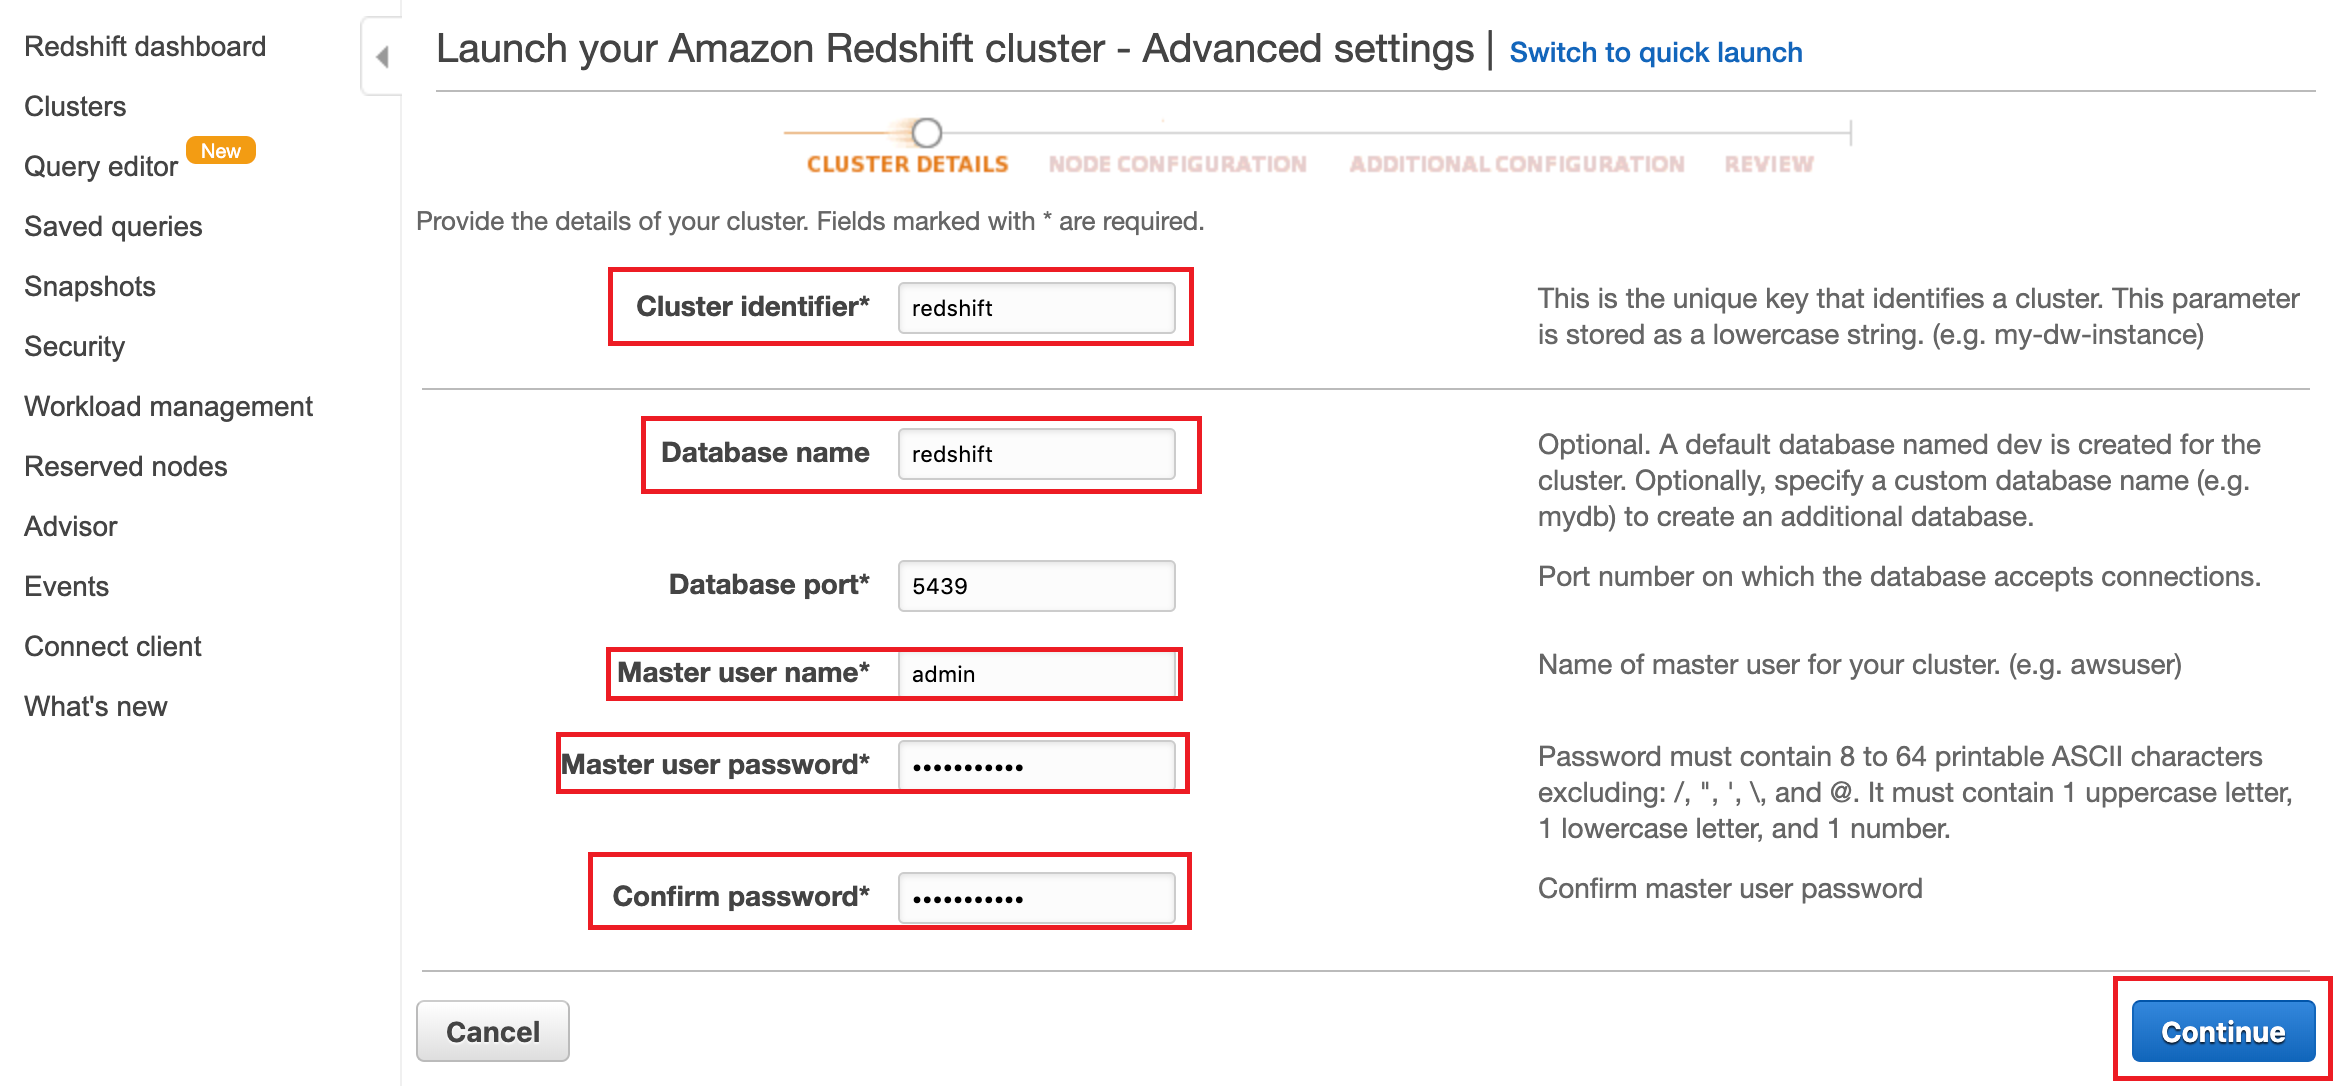 Redshift dashboard
Clusters
Query editor New
Saved queries
Snapshots
Security
Workload management
Reserved nodes
Advisor
Events
Connect client
What's new
Launch your Amazon Redshift cluster - Advanced settings | Switch to quick launch
CLUSTER DETAILS NODE CONFIGURATION ADDITIONAL CONFIGURATION REVIEW
Provide the details of your cluster. Fields marked with * are required.
Cluster identifier* redshift
This is the unique key that identifies a cluster. This parameter
is stored as a lowercase string. (e.g. my-dw-instance)
Database name redshift
Optional. A default database named dev is created for the
cluster. Optionally, specify a custom database name (e.g.
mydb) to create an additional database.
Database port* 5439
Port number on which the database accepts connections.
Master user name* admin
Name of master user for your cluster. (e.g. awsuser)
Master user password* •••••••••••
Password must contain 8 to 64 printable ASCII characters
excluding: /, ", ', \, and @. It must contain 1 uppercase letter,
1 lowercase letter, and 1 number.
Confirm password* •••••••••••
Confirm master user password
Cancel
Continue